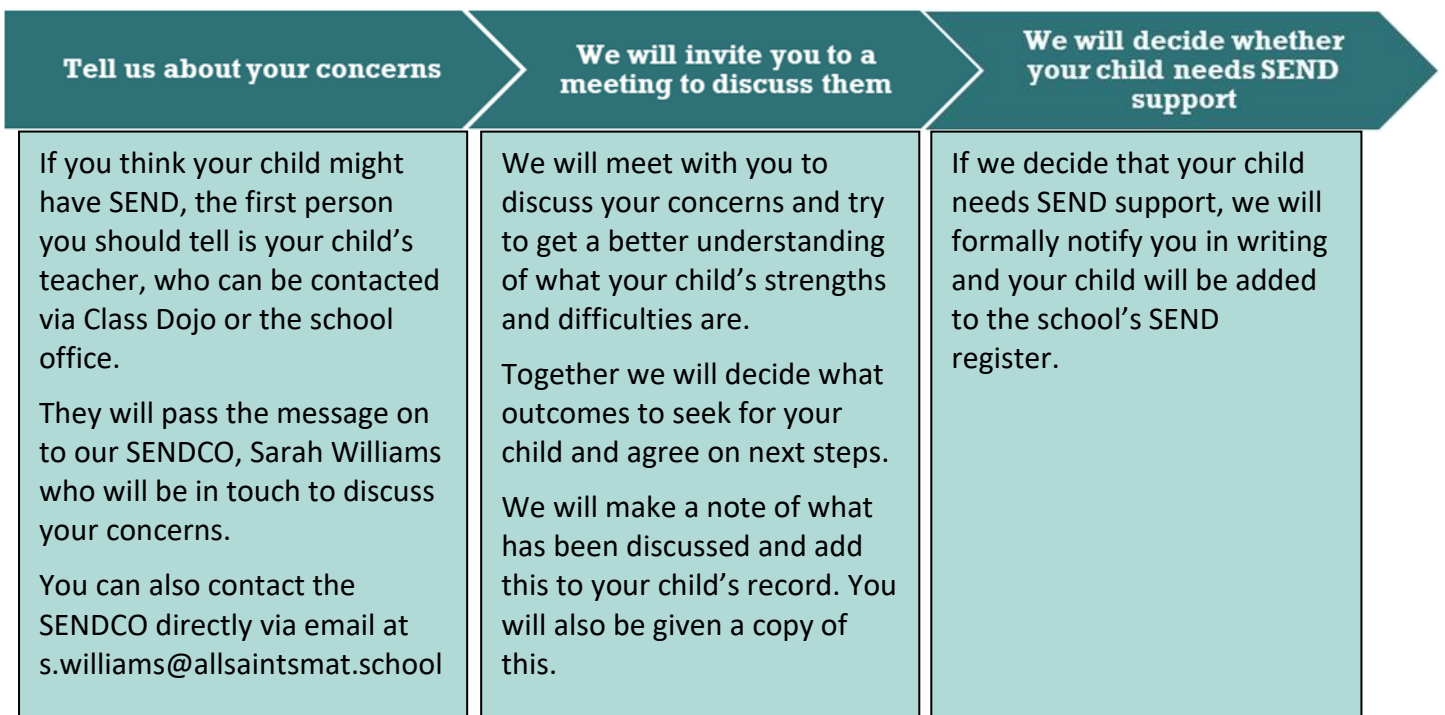 Tell us about your concerns
We will invite you to a
meeting to discuss them
We will decide whether
your child needs SEND
support
If you think your child might
have SEND, the first person
you should tell is your child’s
teacher, who can be contacted
via Class Dojo or the school
office.
They will pass the message on
to our SENDCO, Sarah Williams
who will be in touch to discuss
your concerns.
You can also contact the
SENDCO directly via email at
s.williams@allsaintsmat.school
We will meet with you to
discuss your concerns and try
to get a better understanding
of what your child’s strengths
and difficulties are.
Together we will decide what
outcomes to seek for your
child and agree on next steps.
We will make a note of what
has been discussed and add
this to your child’s record. You
will also be given a copy of
this.
If we decide that your child
needs SEND support, we will
formally notify you in writing
and your child will be added
to the school’s SEND
register.